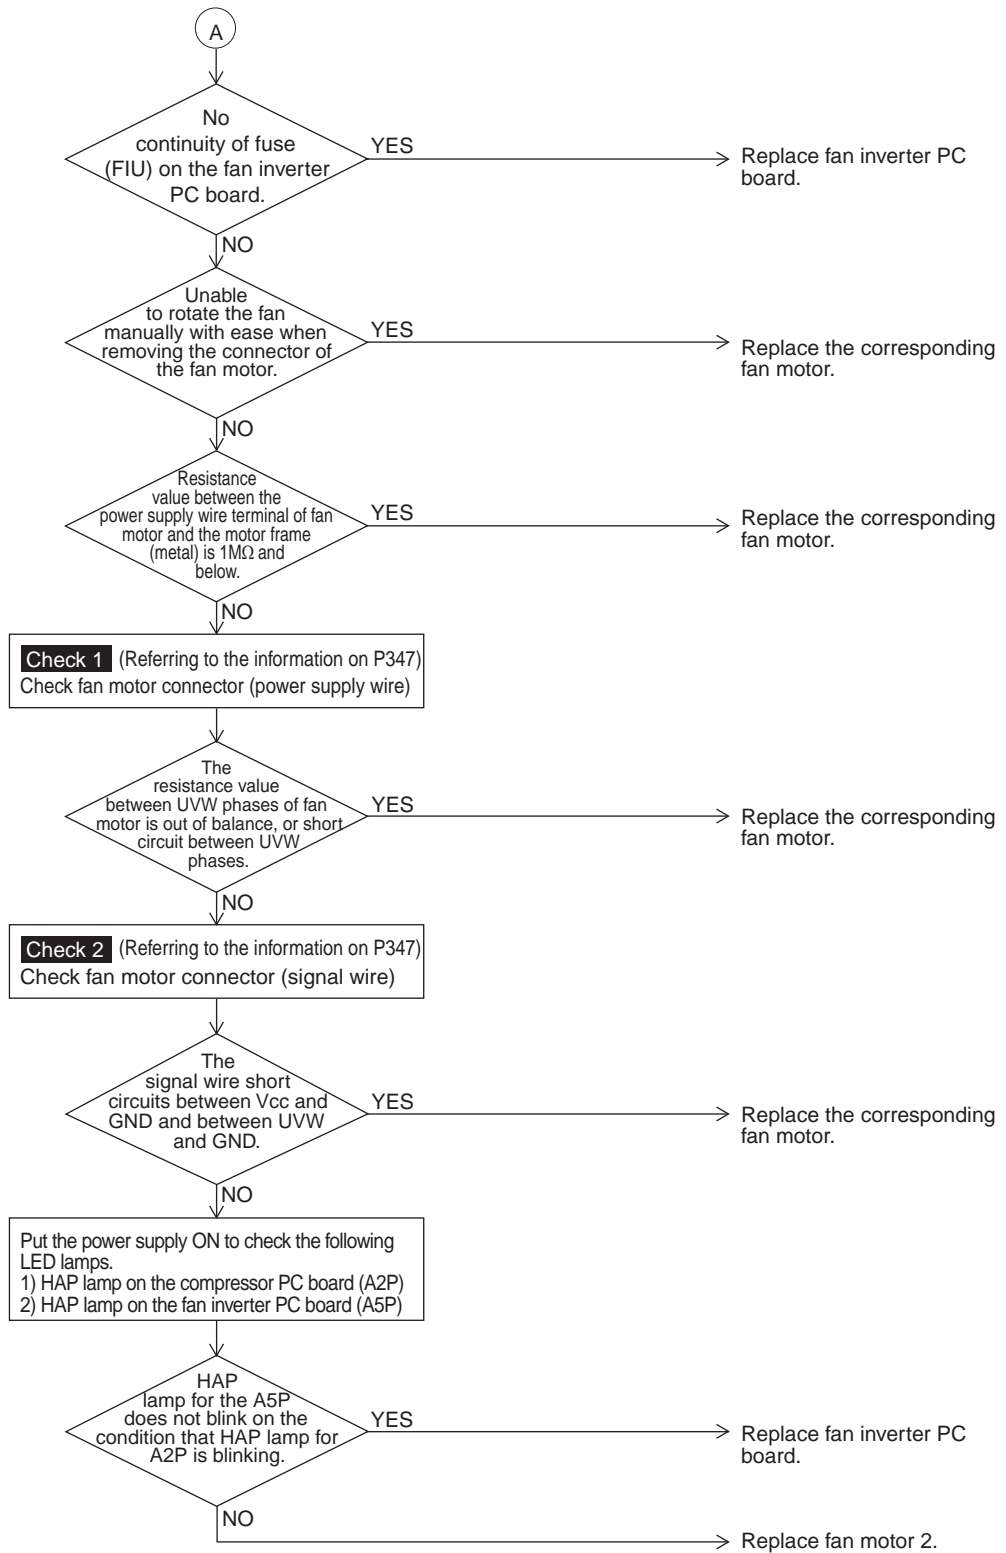 A
No
continuity of fuse
(FIU) on the fan inverter
PC board.
YES
Replace fan inverter PC
board.
NO
Unable
to rotate the fan
manually with ease when
removing the connector of
the fan motor.
YES
Replace the corresponding
fan motor.
NO
Resistance
value between the
power supply wire terminal of fan
motor and the motor frame
(metal) is 1MΩ and
below.
YES
Replace the corresponding
fan motor.
NO
Check 1 (Referring to the information on P347)
Check fan motor connector (power supply wire)
The
resistance value
between UVW phases of fan
motor is out of balance, or short
circuit between UVW
phases.
YES
Replace the corresponding
fan motor.
NO
Check 2 (Referring to the information on P347)
Check fan motor connector (signal wire)
The
signal wire short
circuits between Vcc and
GND and between UVW
and GND.
YES
Replace the corresponding
fan motor.
NO
Put the power supply ON to check the following
LED lamps.
1) HAP lamp on the compressor PC board (A2P)
2) HAP lamp on the fan inverter PC board (A5P)
HAP
lamp for the A5P
does not blink on the
condition that HAP lamp for
A2P is blinking.
YES
Replace fan inverter PC
board.
NO
Replace fan motor 2.